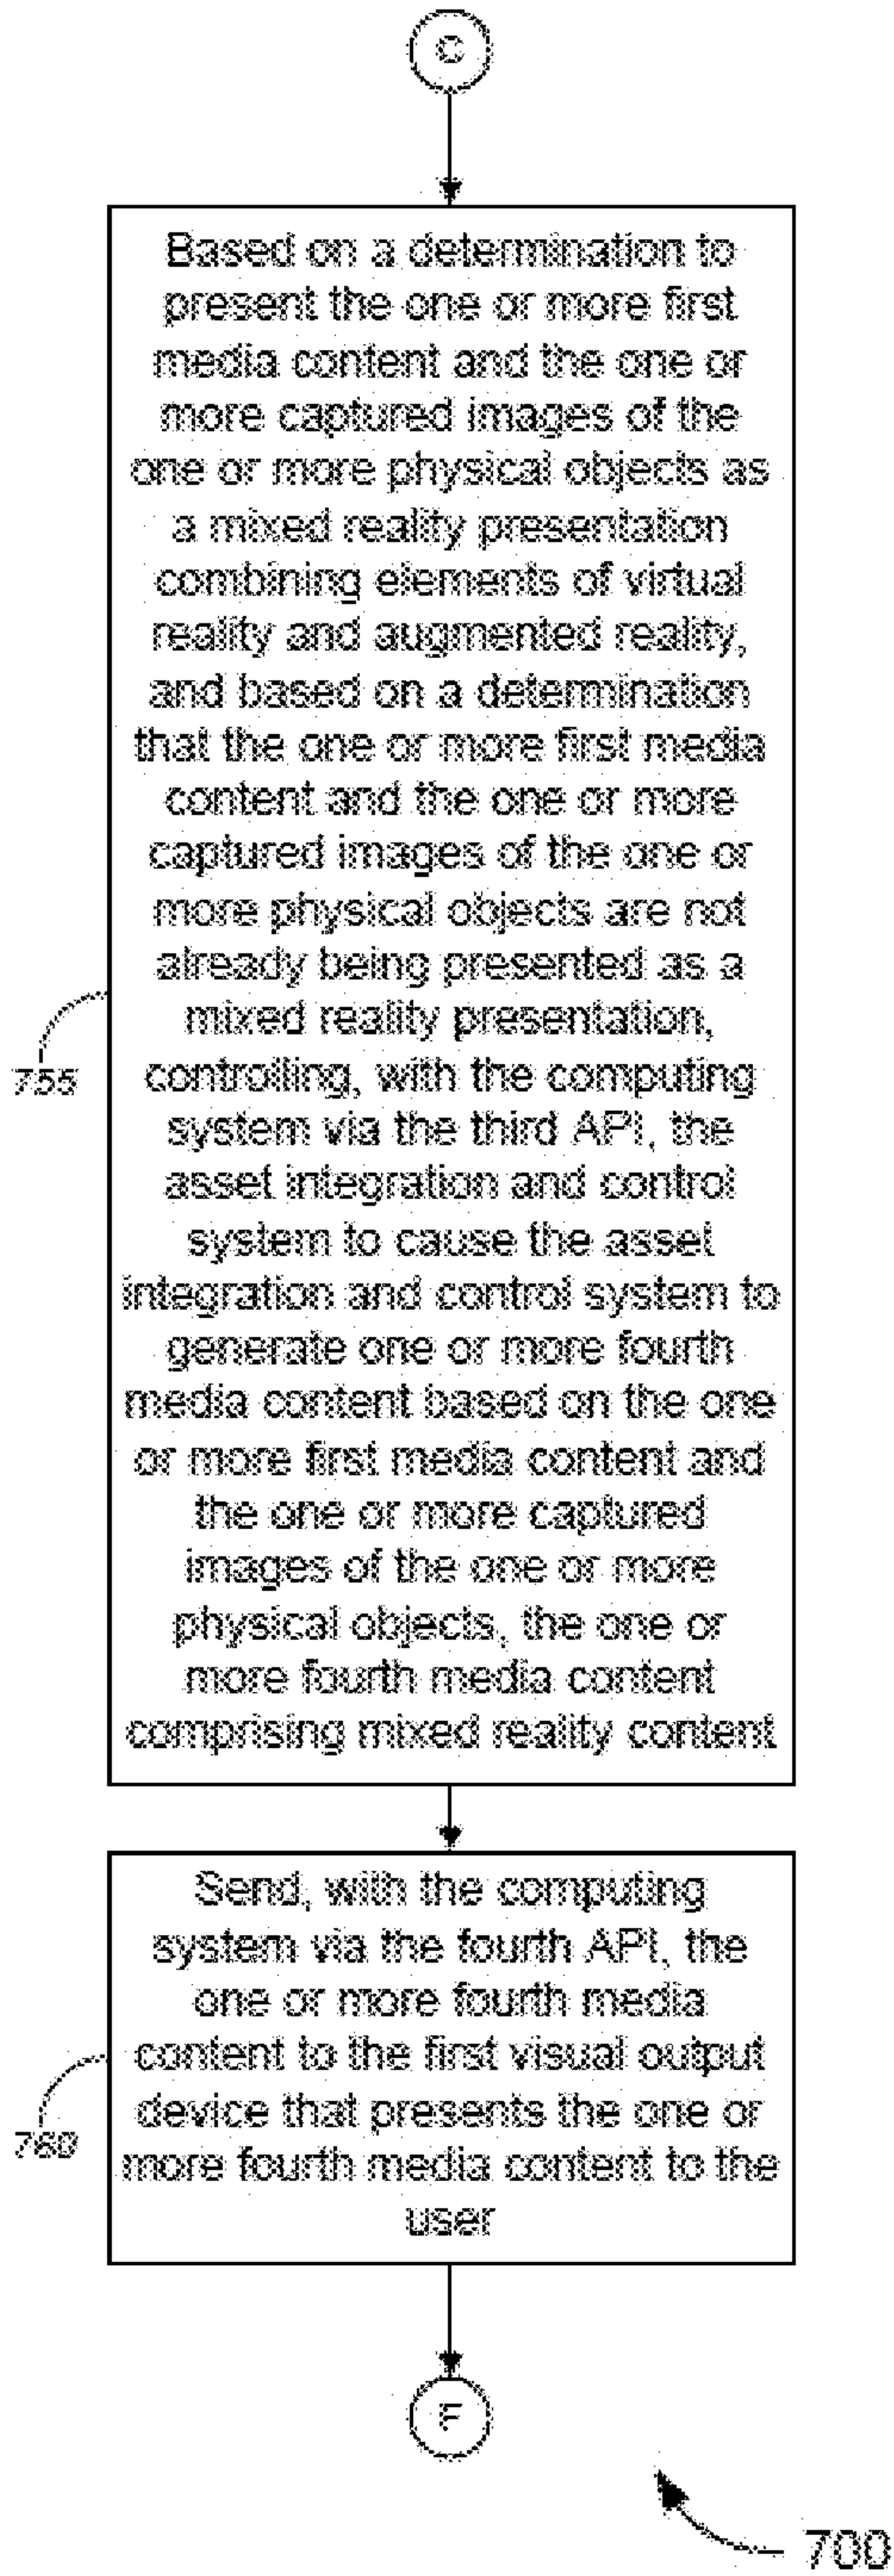 C
Based on a determination to
present the one or more first
media content and the one or
more captured images of the
one or more physical objects as
a mixed reality presentation
combining elements of virtual
reality and augmented reality,
and based on a determination
that the one or more first media
content and the one or more
captured images of the one or
more physical objects are not
already being presented as a
mixed reality presentation,
controlling, with the computing
system via the third API, the
asset integration and control
system to cause the asset
integration and control system to
generate one or more fourth
media content based on the one
or more first media content and
the one or more captured
images of the one or more
physical objects, the one or
more fourth media content
comprising mixed reality content
755
Send, with the computing
system via the fourth API, the
one or more fourth media
content to the first visual output
device that presents the one or
more fourth media content to the
user
760
F
700